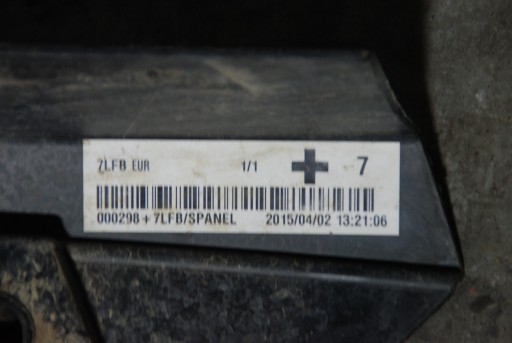 7LFB EUR 1/1 + 7
000298+7LFB/SPANEL 2015/04/02 13:21:06